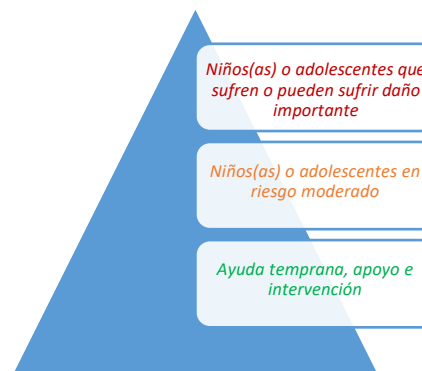 Niños(as) o adolescentes que
sufren o pueden sufrir daño
importante
Niños(as) o adolescentes en
riesgo moderado
Ayuda temprana, apoyo e
intervención